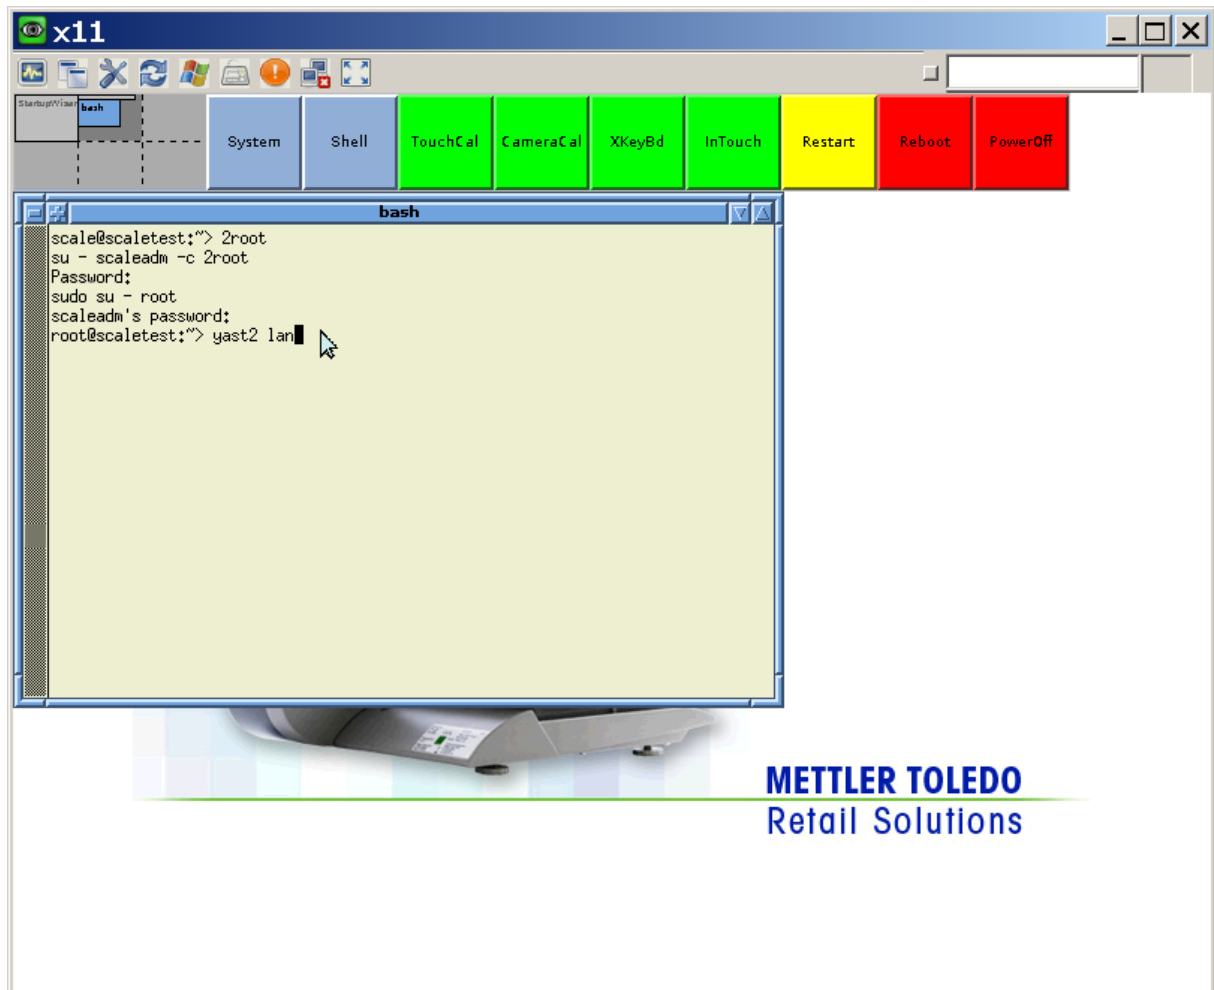 x11
StartupWizar
bash
System
Shell
TouchCal
CameraCal
XKeyBd
InTouch
Restart
Reboot
PowerOff
bash
scale@scaletest:~> 2root
su - scaleadm -c 2root
Password:
sudo su - root
scaleadm's password:
root@scaletest:~> yast2 lan
METTLER TOLEDO
Retail Solutions